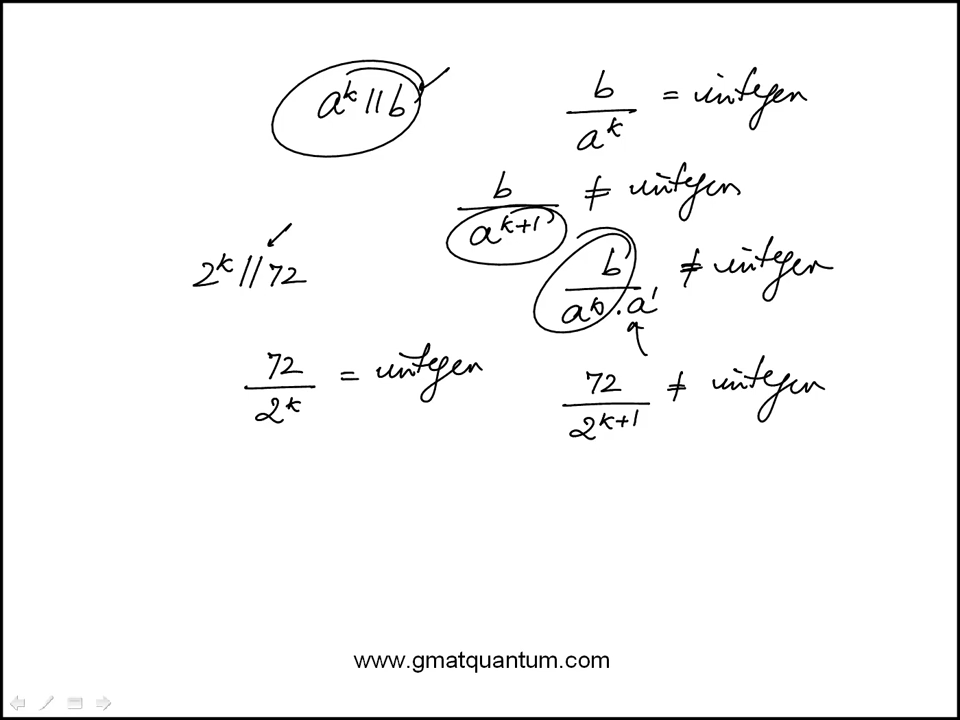 a^k || b
b/a^k = integer
b/a^(k+1) ≠ integer
2^k || 72
b/(a^k · a^1) ≠ integer
72/2^k = integer
72/2^(k+1) ≠ integer
www.gmatquantum.com